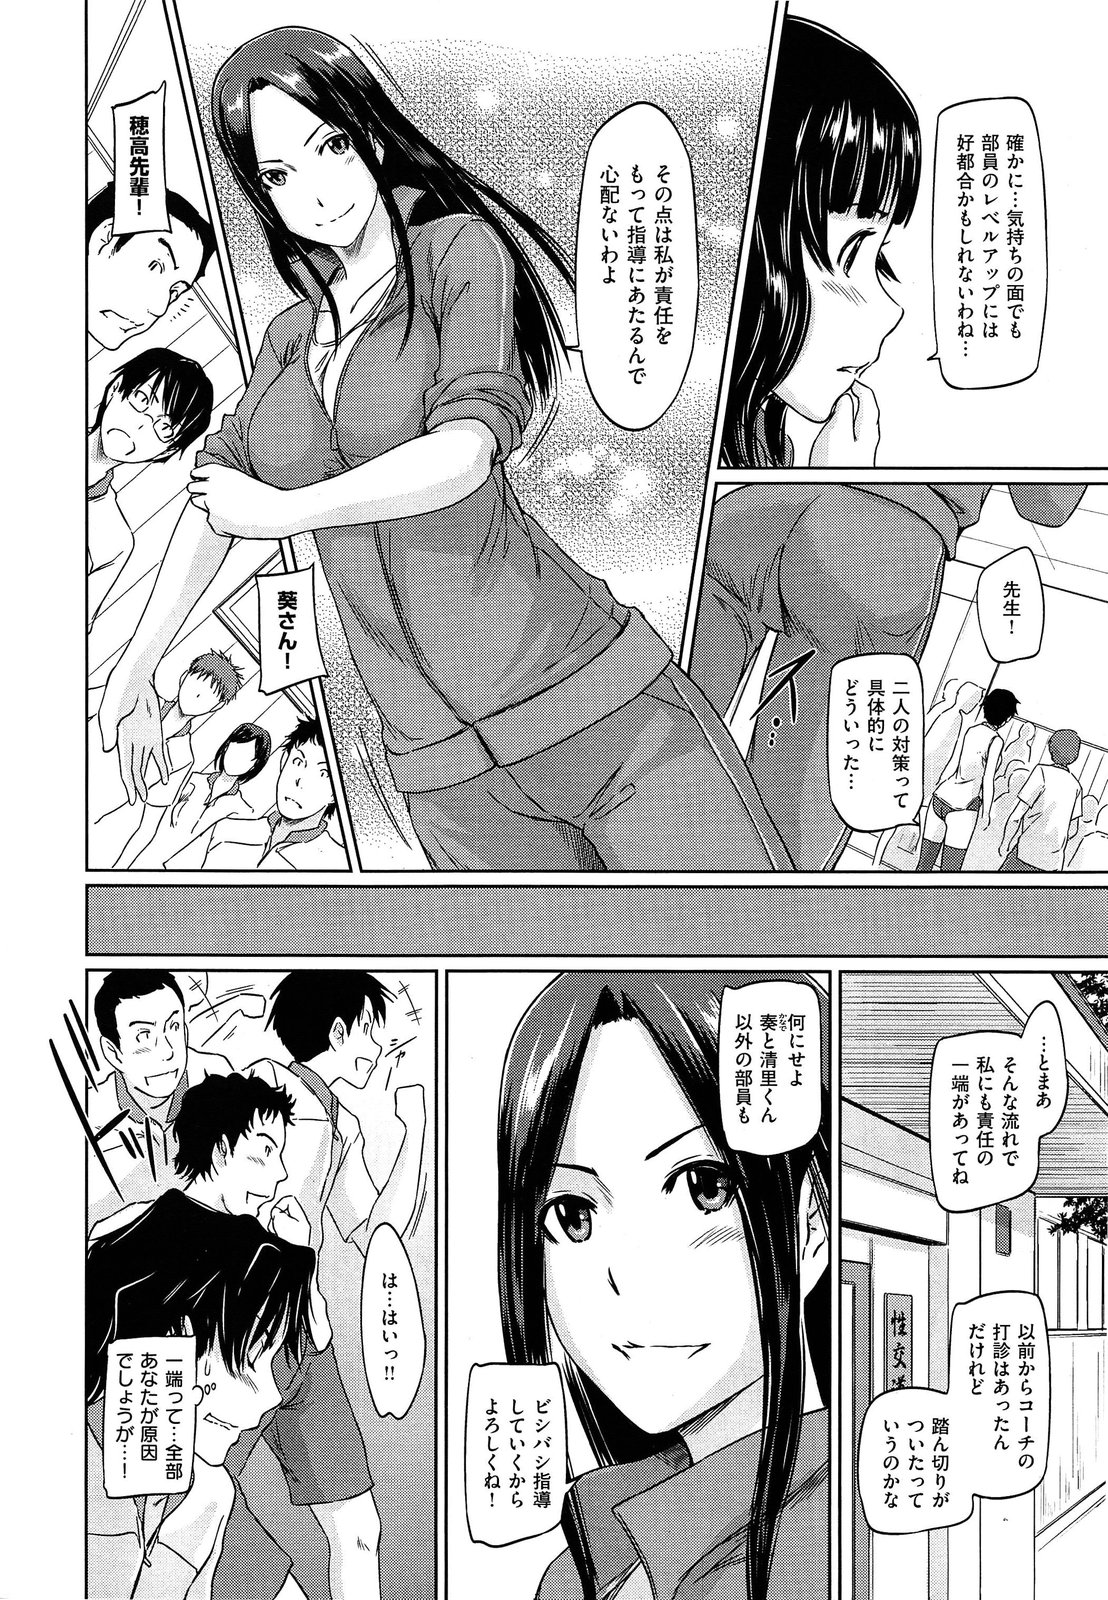 確かに…気持ちの面でも
部員のレベルアップには
好都合かもしれないわね…
先生！
二人の対策って
具体的に
どういった…
その点は私が責任を
もって指導にあたるんで
心配ないわよ
穂高先輩！
葵さん！
…とまあ
そんな流れで
私にも責任の
一端があってね
以前からコーチの
打診はあったん
だけれど
踏ん切りが
ついたって
いうのかな
性交道
何にせよ
奏と清里くん
かなで
以外の部員も
ビシバシ指導
していくから
よろしくね！
は…はいっ!!
一端って…全部
あなたが原因
でしょうが…！